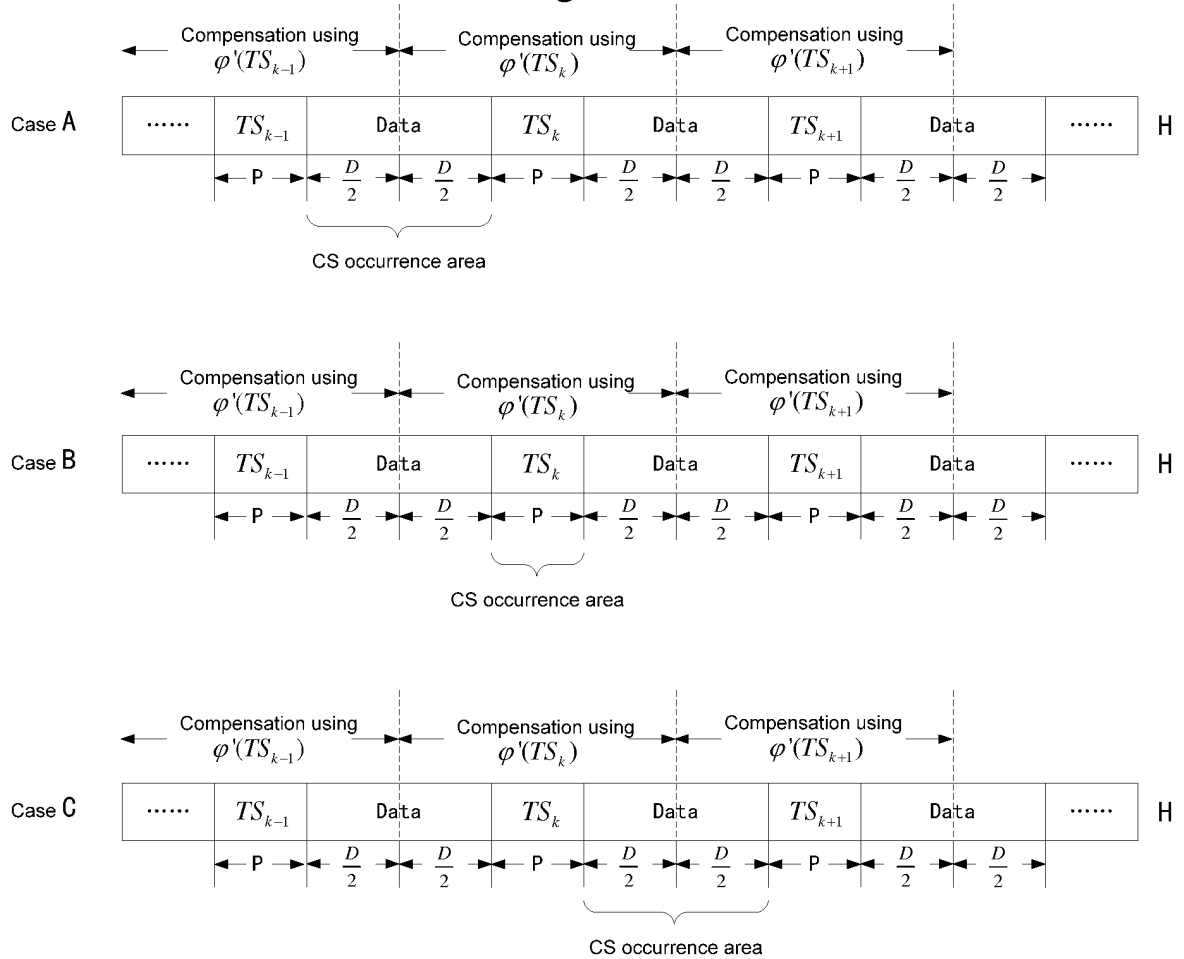 Compensation using Compensation using Compensation using
φ'(TS_{k-1}) φ'(TS_k) φ'(TS_{k+1})
Case A ...... TS_{k-1} Data TS_k Data TS_{k+1} Data ...... H
P D/2 D/2 P D/2 D/2 P D/2 D/2
CS occurrence area
Compensation using Compensation using Compensation using
φ'(TS_{k-1}) φ'(TS_k) φ'(TS_{k+1})
Case B ...... TS_{k-1} Data TS_k Data TS_{k+1} Data ...... H
P D/2 D/2 P D/2 D/2 P D/2 D/2
CS occurrence area
Compensation using Compensation using Compensation using
φ'(TS_{k-1}) φ'(TS_k) φ'(TS_{k+1})
Case C ...... TS_{k-1} Data TS_k Data TS_{k+1} Data ...... H
P D/2 D/2 P D/2 D/2 P D/2 D/2
CS occurrence area